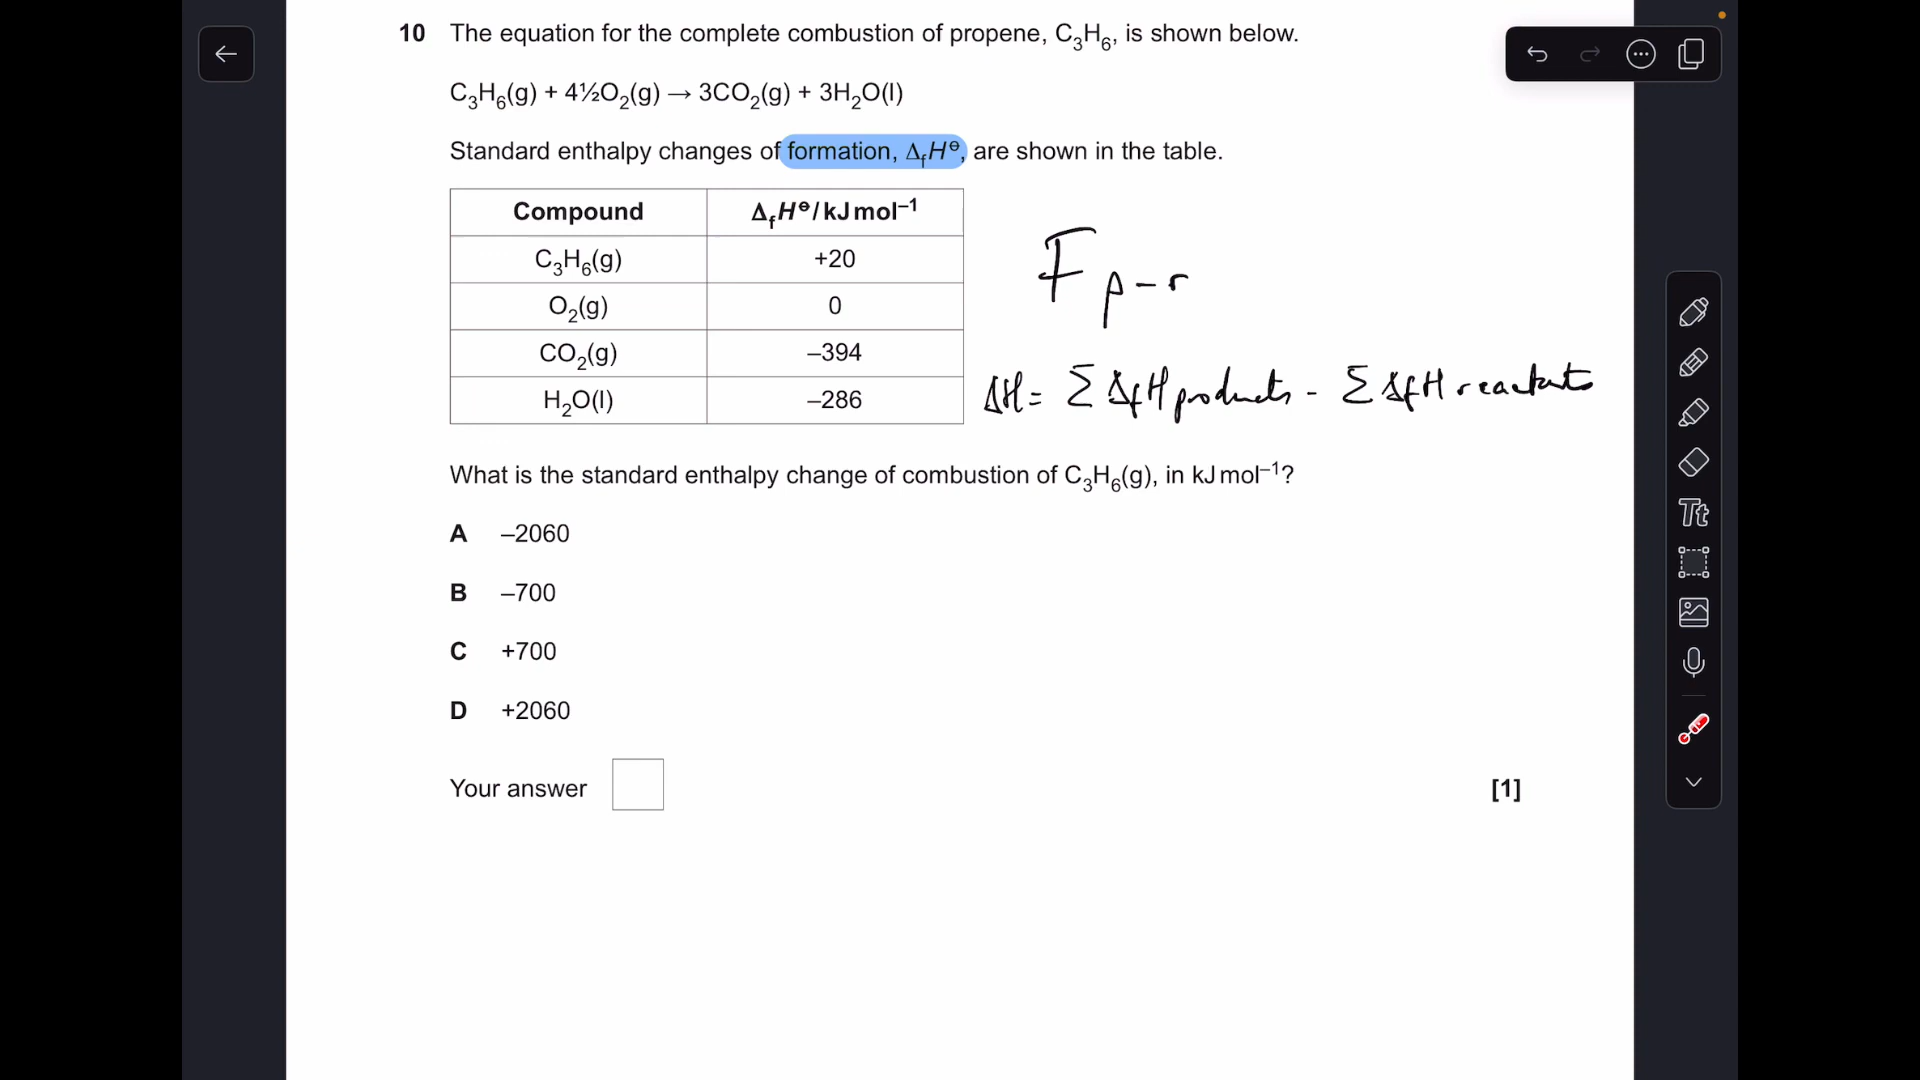 10 The equation for the complete combustion of propene, C₃H₆, is shown below.
C₃H₆(g) + 4½O₂(g) → 3CO₂(g) + 3H₂O(l)
Standard enthalpy changes of formation, ΔfH⊖, are shown in the table.
Compound ΔfH⊖/kJ mol⁻¹
C₃H₆(g) +20
O₂(g) 0
CO₂(g) –394
H₂O(l) –286
F p-r
ΔH = Σ ΔfH products - Σ ΔfH reactants
What is the standard enthalpy change of combustion of C₃H₆(g), in kJ mol⁻¹?
A –2060
B –700
C +700
D +2060
Your answer [1]
Tt